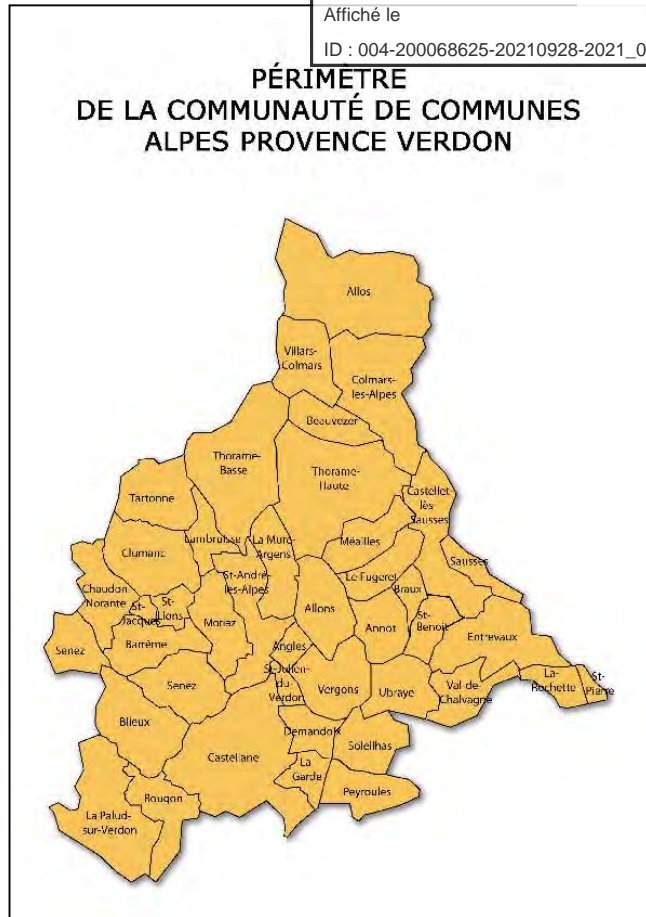 Affiché le
ID : 004-200068625-20210928-2021_0
PÉRIMÈTRE
DE LA COMMUNAUTÉ DE COMMUNES
ALPES PROVENCE VERDON
Allos
Villars-
Colmars
Colmars-
les-Alpes
Beauvezer
Thorame-
Basse
Thorame-
Haute
Castellet
lès
Sausses
Tartonne
Lambruisse
La Mure
Argens
Méailles
Clumanc
Sausses
St-André
les-Alpes
Le Fugeret
Braux
Chaudon
Norante
St-
Jacques
St-
Lions
Moriez
Allons
Annot
St-
Benoit
Entrevaux
Senez
Barrême
Angles
Senez
St-Julien-
du-
Verdon
Vergons
Ubraye
Val-de-
Chalvagne
La-
Rochette
St-
Pierre
Blieux
Castellane
Demandolx
Soleilhas
La
Garde
Peyroules
Rougon
La Palud-
sur-Verdon